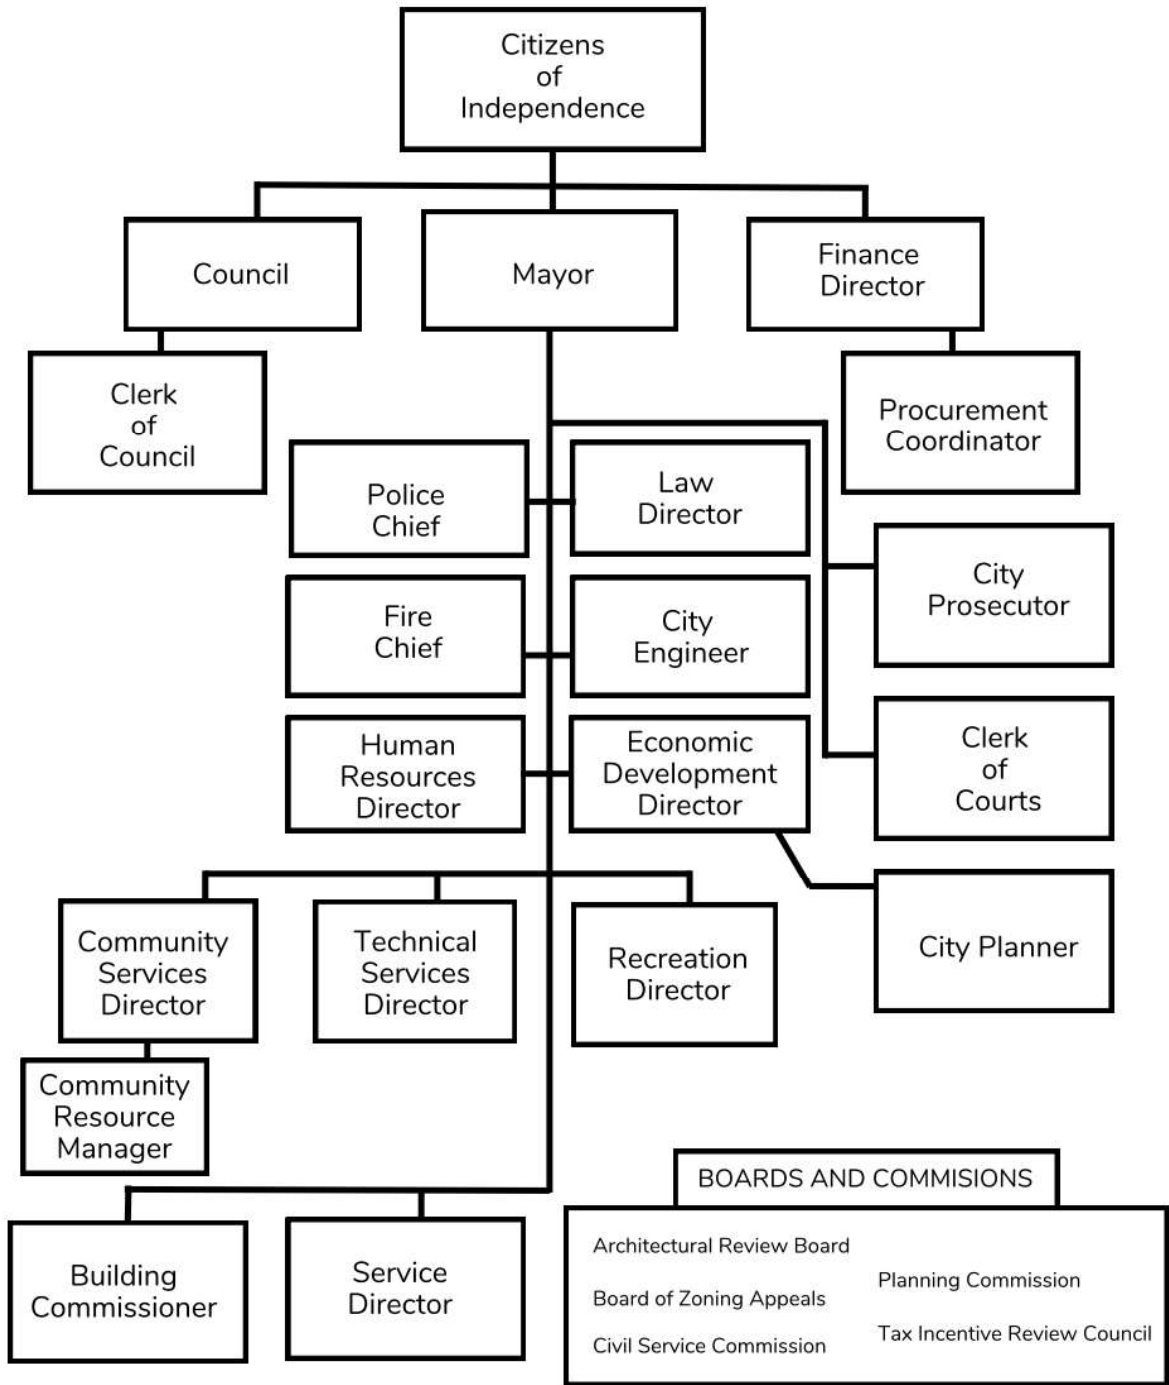 Citizens
of
Independence
Council
Mayor
Finance
Director
Clerk
of
Council
Procurement
Coordinator
Police
Chief
Law
Director
City
Prosecutor
Fire
Chief
City
Engineer
Human
Resources
Director
Economic
Development
Director
Clerk
of
Courts
Community
Services
Director
Technical
Services
Director
Recreation
Director
City Planner
Community
Resource
Manager
Building
Commissioner
Service
Director
BOARDS AND COMMISIONS
Architectural Review Board
Board of Zoning Appeals
Civil Service Commission
Planning Commission
Tax Incentive Review Council